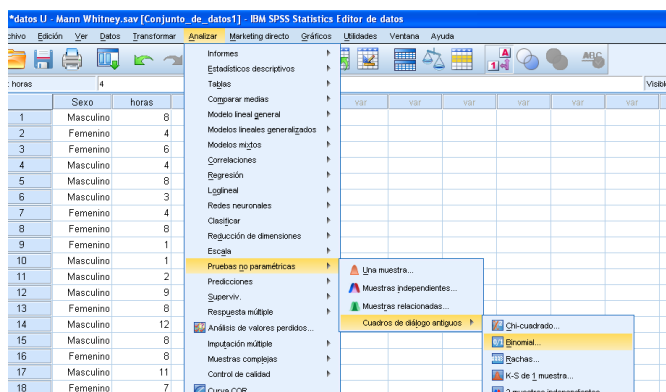 *datos U - Mann Whitney.sav [Conjunto_de_datos1] - IBM SPSS Statistics Editor de datos
chivo Edición Ver Datos Transformar Analizar Marketing directo Gráficos Utilidades Ventana Ayuda
: horas 4 Visible
Sexo horas var var var var var var
1 Masculino 8
2 Femenino 4
3 Femenino 6
4 Masculino 4
5 Masculino 8
6 Masculino 3
7 Femenino 4
8 Femenino 8
9 Femenino 1
10 Masculino 1
11 Masculino 2
12 Masculino 9
13 Femenino 8
14 Masculino 12
15 Masculino 8
16 Femenino 8
17 Masculino 11
18 Femenino 7
Informes
Estadísticos descriptivos
Tablas
Comparar medias
Modelo lineal general
Modelos lineales generalizados
Modelos mixtos
Correlaciones
Regresión
Loglineal
Redes neuronales
Clasificar
Reducción de dimensiones
Escala
Pruebas no paramétricas
Predicciones
Superviv.
Respuesta múltiple
Análisis de valores perdidos...
Imputación múltiple
Muestras complejas
Control de calidad
Curva COR
Una muestra...
Muestras independientes...
Muestras relacionadas...
Cuadros de diálogo antiguos
Chi-cuadrado...
Binomial...
Rachas...
K-S de 1 muestra...
2 muestras independientes